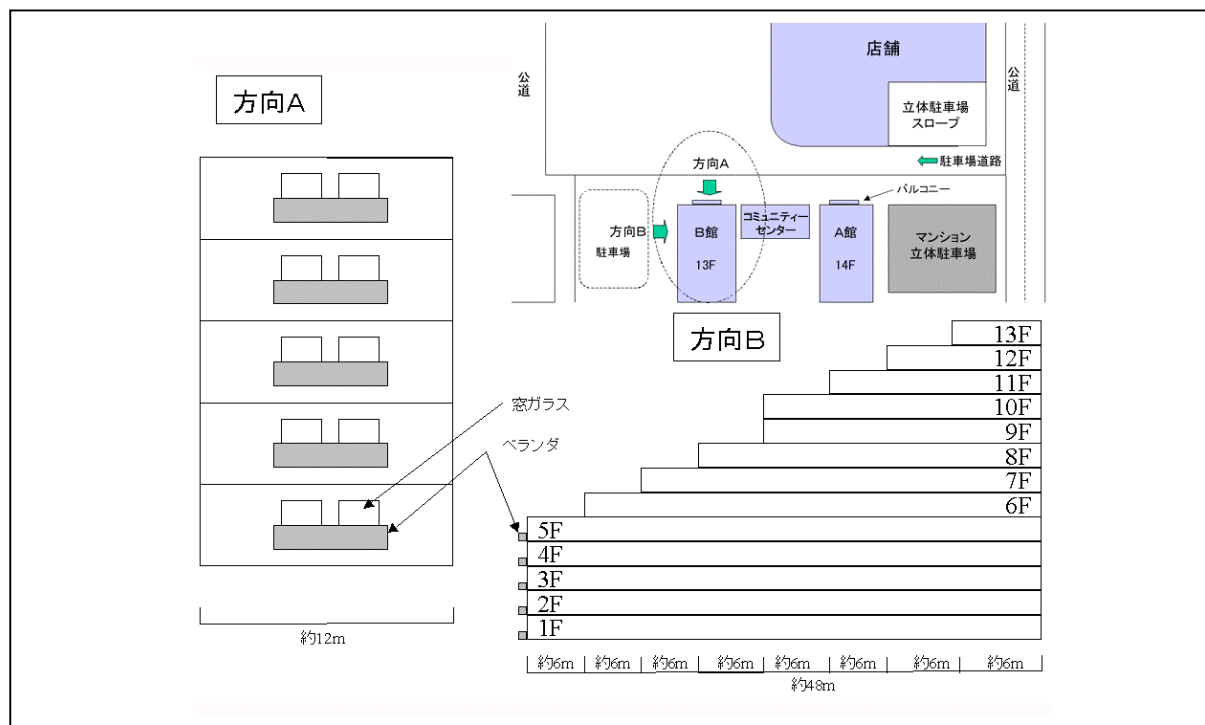 方向A
窓ガラス
ベランダ
約12m
公道
店舗
立体駐車場
スロープ
公道
駐車場道路
方向A
バルコニー
方向B
駐車場
B館
13F
コミュニティー
センター
A館
14F
マンション
立体駐車場
方向B
13F
12F
11F
10F
9F
8F
7F
6F
5F
4F
3F
2F
1F
約6m 約6m 約6m 約6m 約6m 約6m 約6m 約6m
約48m